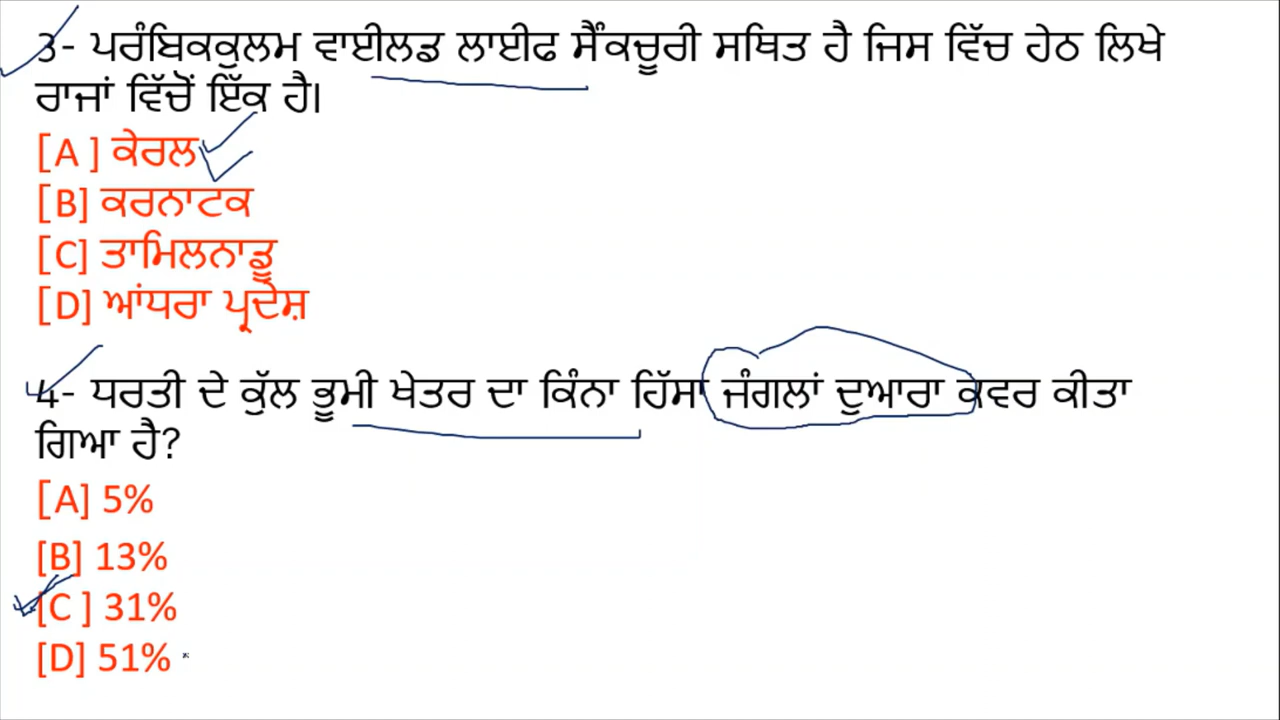 3- ਪਰੰਬਿਕਕੁਲਮ ਵਾਈਲਡ ਲਾਈਫ ਸੈਂਕਚੂਰੀ ਸਥਿਤ ਹੈ ਜਿਸ ਵਿੱਚ ਹੇਠ ਲਿਖੇ
ਰਾਜਾਂ ਵਿੱਚੋਂ ਇੱਕ ਹੈ।
[A ] ਕੇਰਲ
[B] ਕਰਨਾਟਕ
[C] ਤਾਮਿਲਨਾਡੂ
[D] ਆਂਧਰਾ ਪ੍ਰਦੇਸ਼
4- ਧਰਤੀ ਦੇ ਕੁੱਲ ਭੂਮੀ ਖੇਤਰ ਦਾ ਕਿੰਨਾ ਹਿੱਸਾ ਜੰਗਲਾਂ ਦੁਆਰਾ ਕਵਰ ਕੀਤਾ
ਗਿਆ ਹੈ?
[A] 5%
[B] 13%
[C ] 31%
[D] 51%